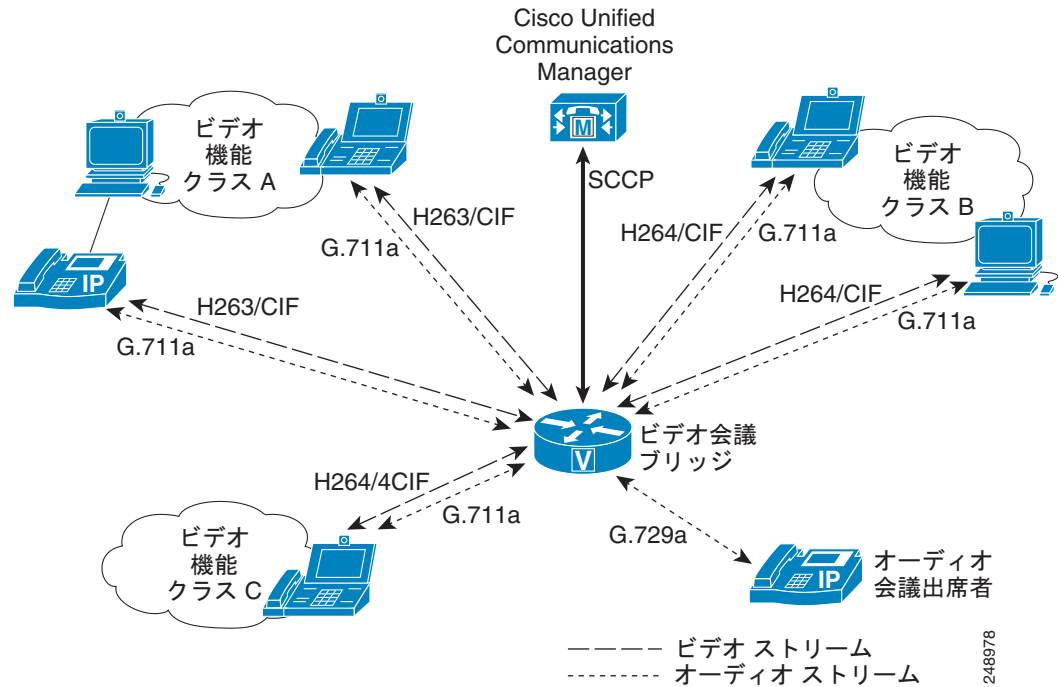 Cisco Unified
Communications
Manager
M
SCCP
ビデオ
機能
クラス A
H263/CIF
G.711a
IP
H263/CIF
G.711a
ビデオ
機能
クラス B
H264/CIF
G.711a
H264/CIF
G.711a
ビデオ会議
ブリッジ
V
H264/4CIF
G.711a
ビデオ
機能
クラス C
G.729a
IP
オーディオ
会議出席者
ビデオ ストリーム
オーディオ ストリーム
248978